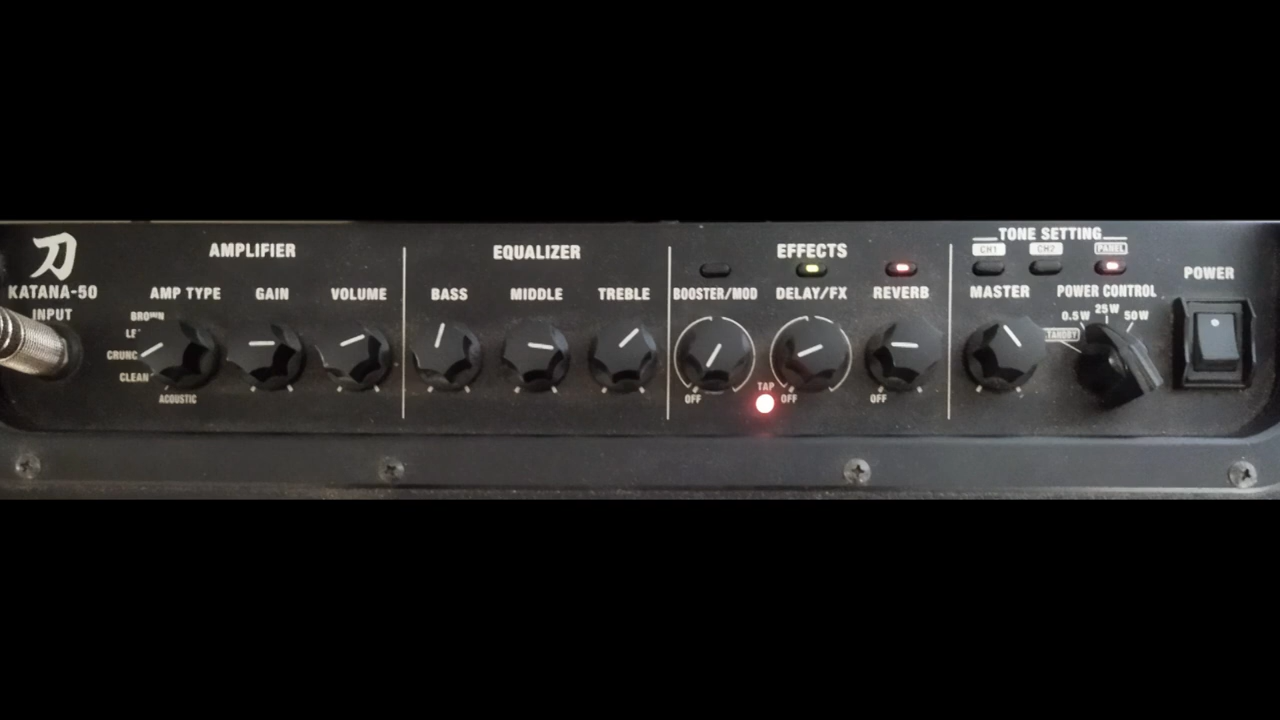 刀
KATANA-50
INPUT
AMPLIFIER
AMP TYPE
GAIN
VOLUME
BROWN
CLEAN
ACOUSTIC
EQUALIZER
BASS
MIDDLE
TREBLE
EFFECTS
BOOSTER/MOD
DELAY/FX
REVERB
OFF
TAP
OFF
OFF
TONE SETTING
CH1
CH2
PANEL
MASTER
POWER CONTROL
0.5W
25W
50W
POWER